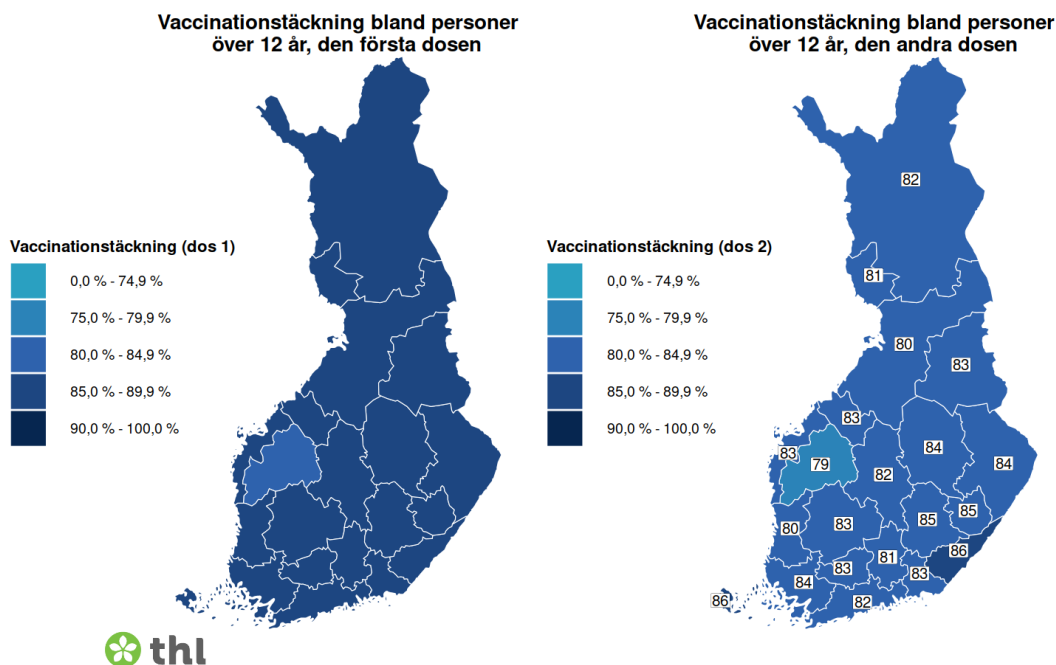 Vaccinationstäckning bland personer
över 12 år, den första dosen
Vaccinationstäckning (dos 1)
0,0 % - 74,9 %
75,0 % - 79,9 %
80,0 % - 84,9 %
85,0 % - 89,9 %
90,0 % - 100,0 %
thl
Vaccinationstäckning bland personer
över 12 år, den andra dosen
Vaccinationstäckning (dos 2)
0,0 % - 74,9 %
75,0 % - 79,9 %
80,0 % - 84,9 %
85,0 % - 89,9 %
90,0 % - 100,0 %
82
81
80
83
83
83
79
84
84
82
80
83
85
85
81
86
84
83
83
86
82